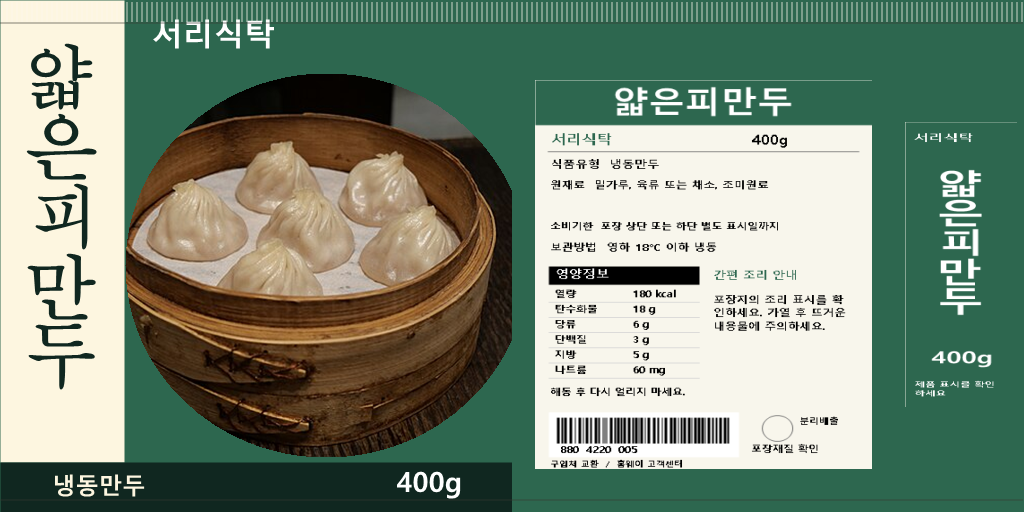 서리식탁
얇은피만두
냉동만두 400g
얇은피만두
서리식탁 400g
식품유형 냉동만두
원재료 밀가루, 육류 또는 채소, 조미원료
소비기한 포장 상단 또는 하단 별도 표시일까지
보관방법 영하 18°C 이하 냉동
영양정보
열량 180 kcal
탄수화물 18 g
당류 6 g
단백질 3 g
지방 5 g
나트륨 60 mg
간편 조리 안내
포장지의 조리 표시를 확
인하세요. 가열 후 뜨거운
내용물에 주의하세요.
해동 후 다시 얼리지 마세요.
880 4220 005
분리배출
포장재질 확인
구입처 교환 / 홈웨이 고객센터
서리식탁
얇은피만두
400g
제품 표시를 확인
하세요